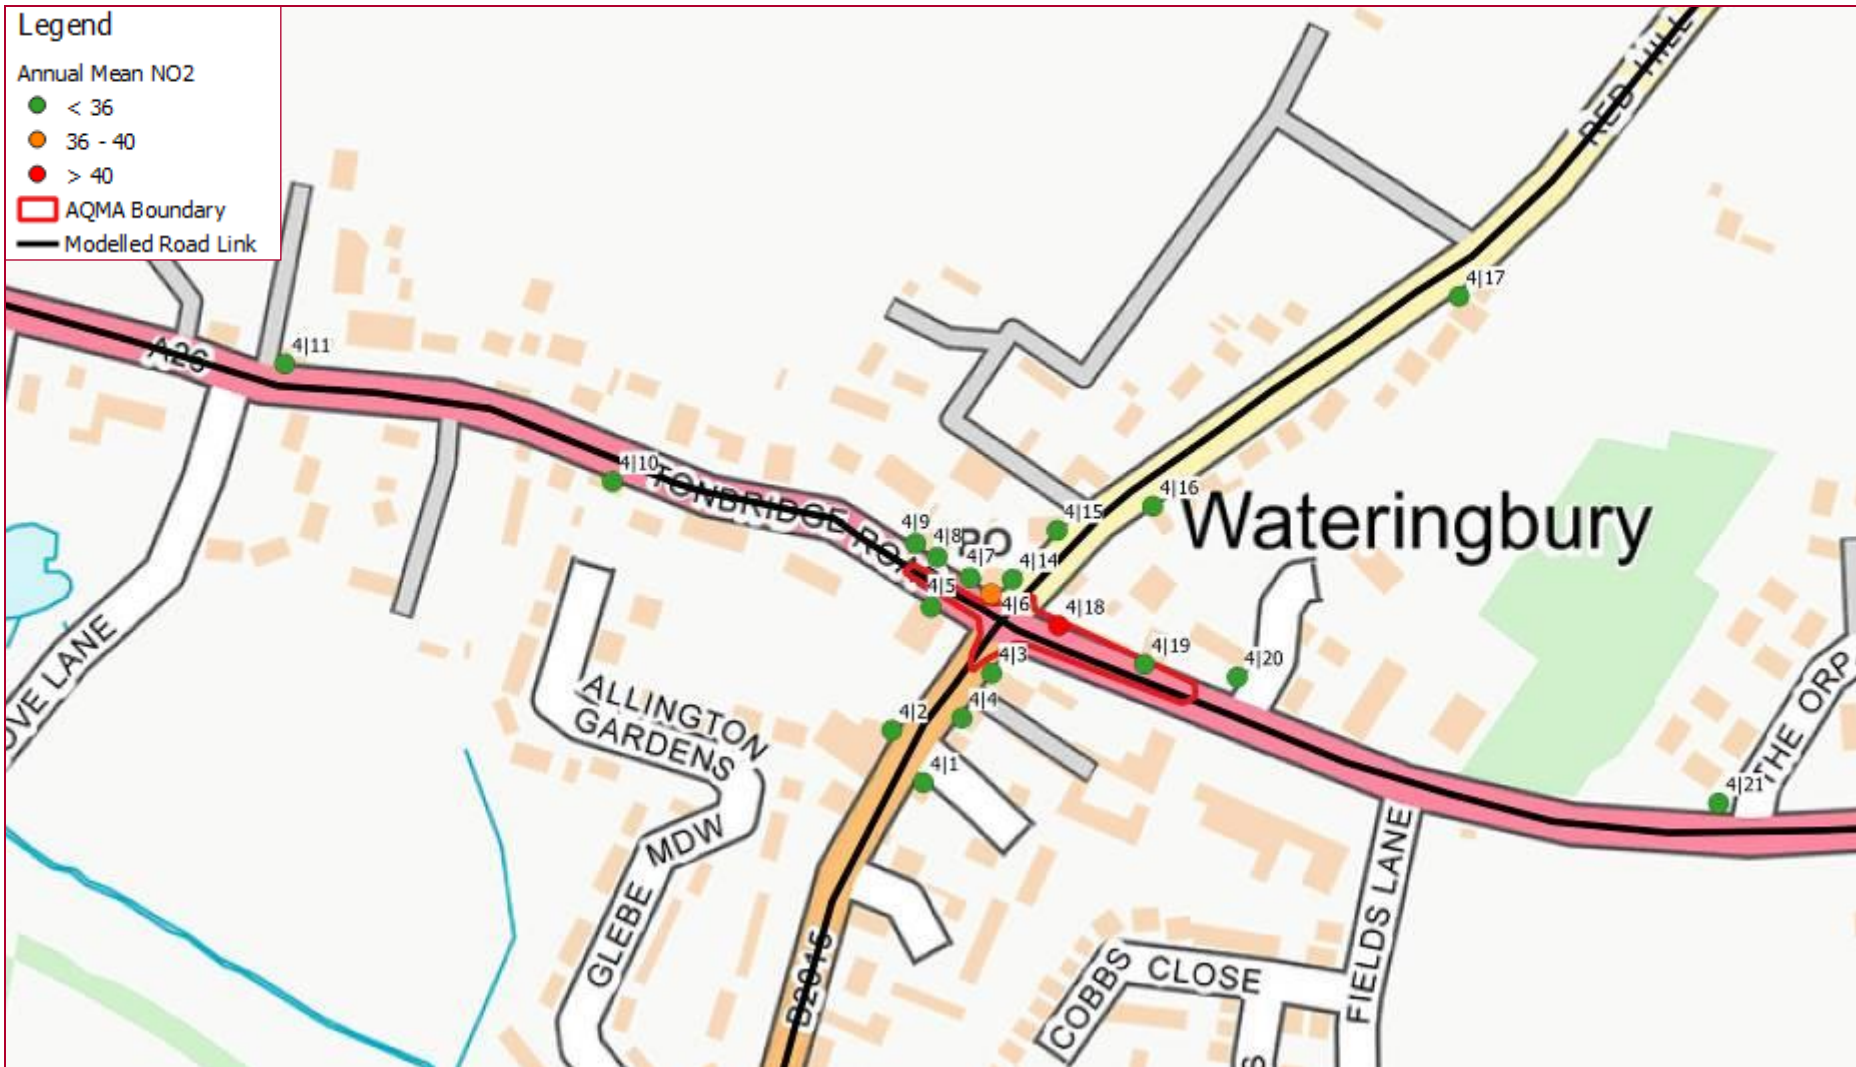 Legend
Annual Mean NO2
< 36
36 - 40
> 40
AQMA Boundary
Modelled Road Link
RED HILL
4|17
A26
4|11
4|10
TONBRIDGE ROAD
4|9
4|8
PO
4|7
4|14
4|15
4|16
Wateringbury
4|5
4|6
4|18
4|3
4|19
4|20
4|2
4|4
4|1
4|21
THE ORP
OVE LANE
ALLINGTON
GARDENS
GLEBE MDW
B2015
COBBS CLOSE
FIELDS LANE
S